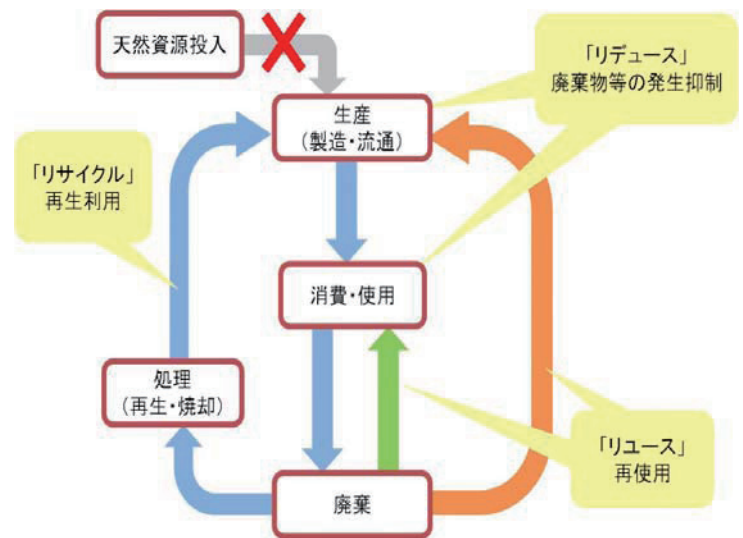 天然資源投入
「リデュース」
廃棄物等の発生抑制
生産
(製造・流通)
「リサイクル」
再生利用
消費・使用
処理
(再生・焼却)
「リユース」
再使用
廃棄